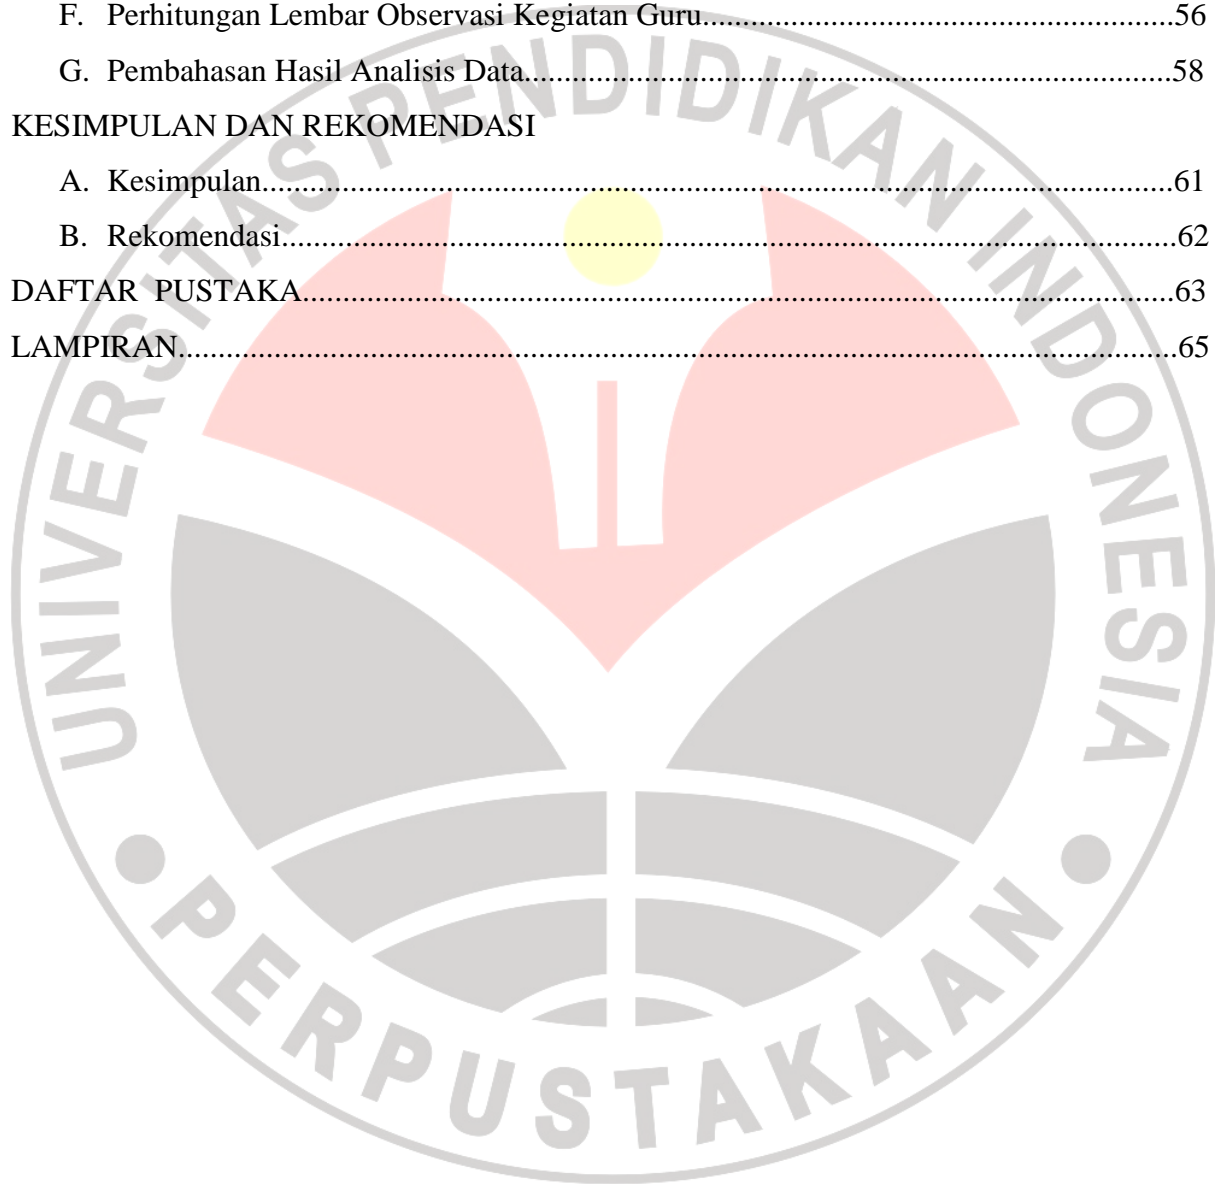 F. Perhitungan Lembar Observasi Kegiatan Guru...............................................................56
G. Pembahasan Hasil Analisis Data....................................................................................58
KESIMPULAN DAN REKOMENDASI
A. Kesimpulan.....................................................................................................................61
B. Rekomendasi...................................................................................................................62
DAFTAR PUSTAKA.............................................................................................................63
LAMPIRAN............................................................................................................................65
UNIVERSITAS PENDIDIKAN INDONESIA
PERPUSTAKAAN